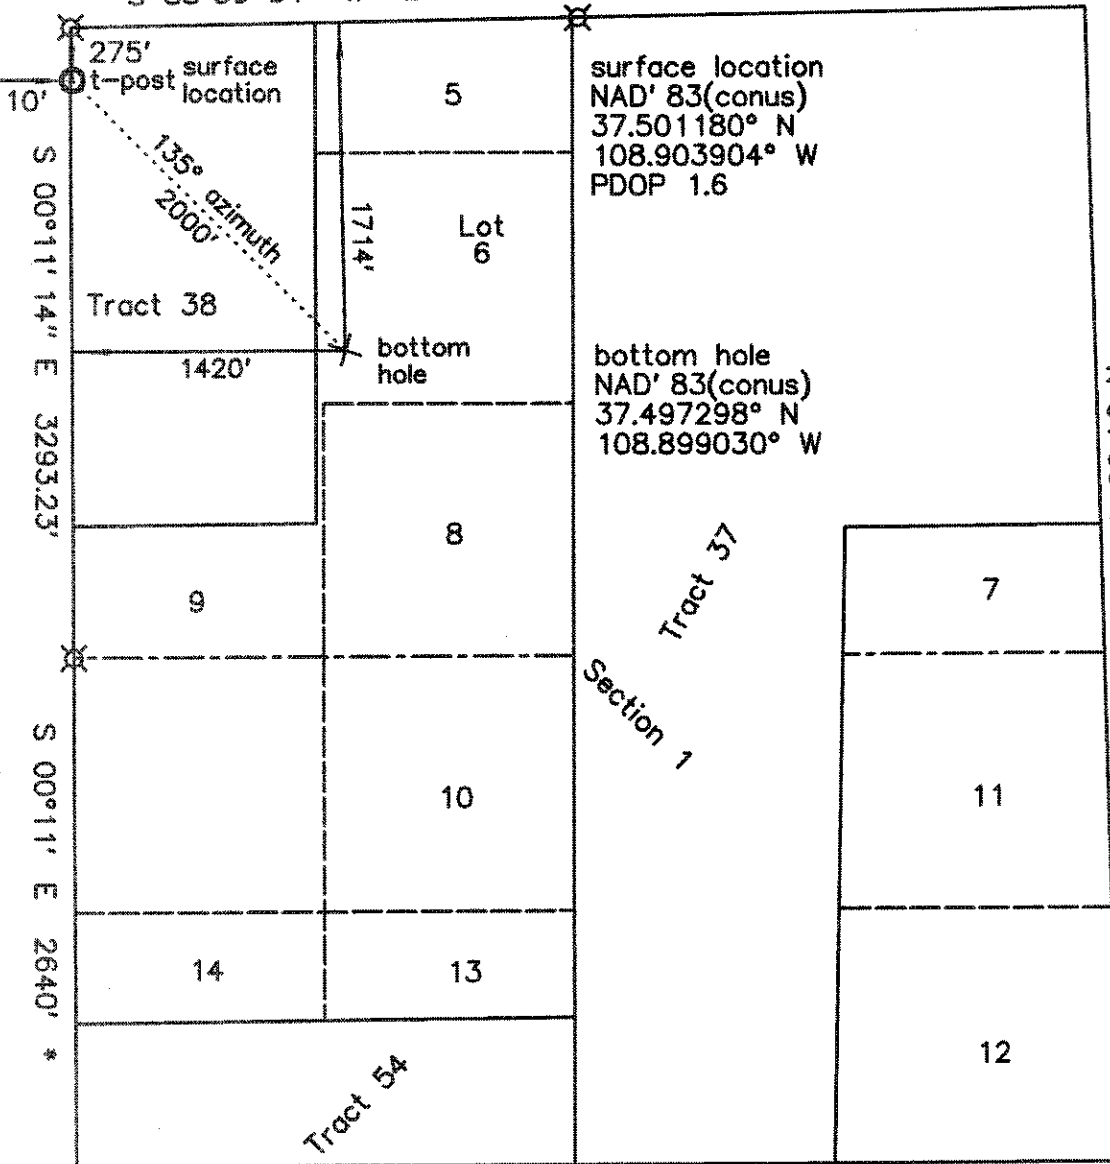 275'
t-post
surface
location
10'
5
surface location
NAD' 83(conus)
37.501180° N
108.903904° W
PDOP 1.6
135° azimuth
2000'
1714'
Lot
6
S 00°11' 14" E 3293.23'
Tract 38
1420'
bottom
hole
bottom hole
NAD' 83(conus)
37.497298° N
108.899030° W
8
Tract 37
9
7
Section 1
10
11
S 00°11' E 2640' *
14
13
12
Tract 54